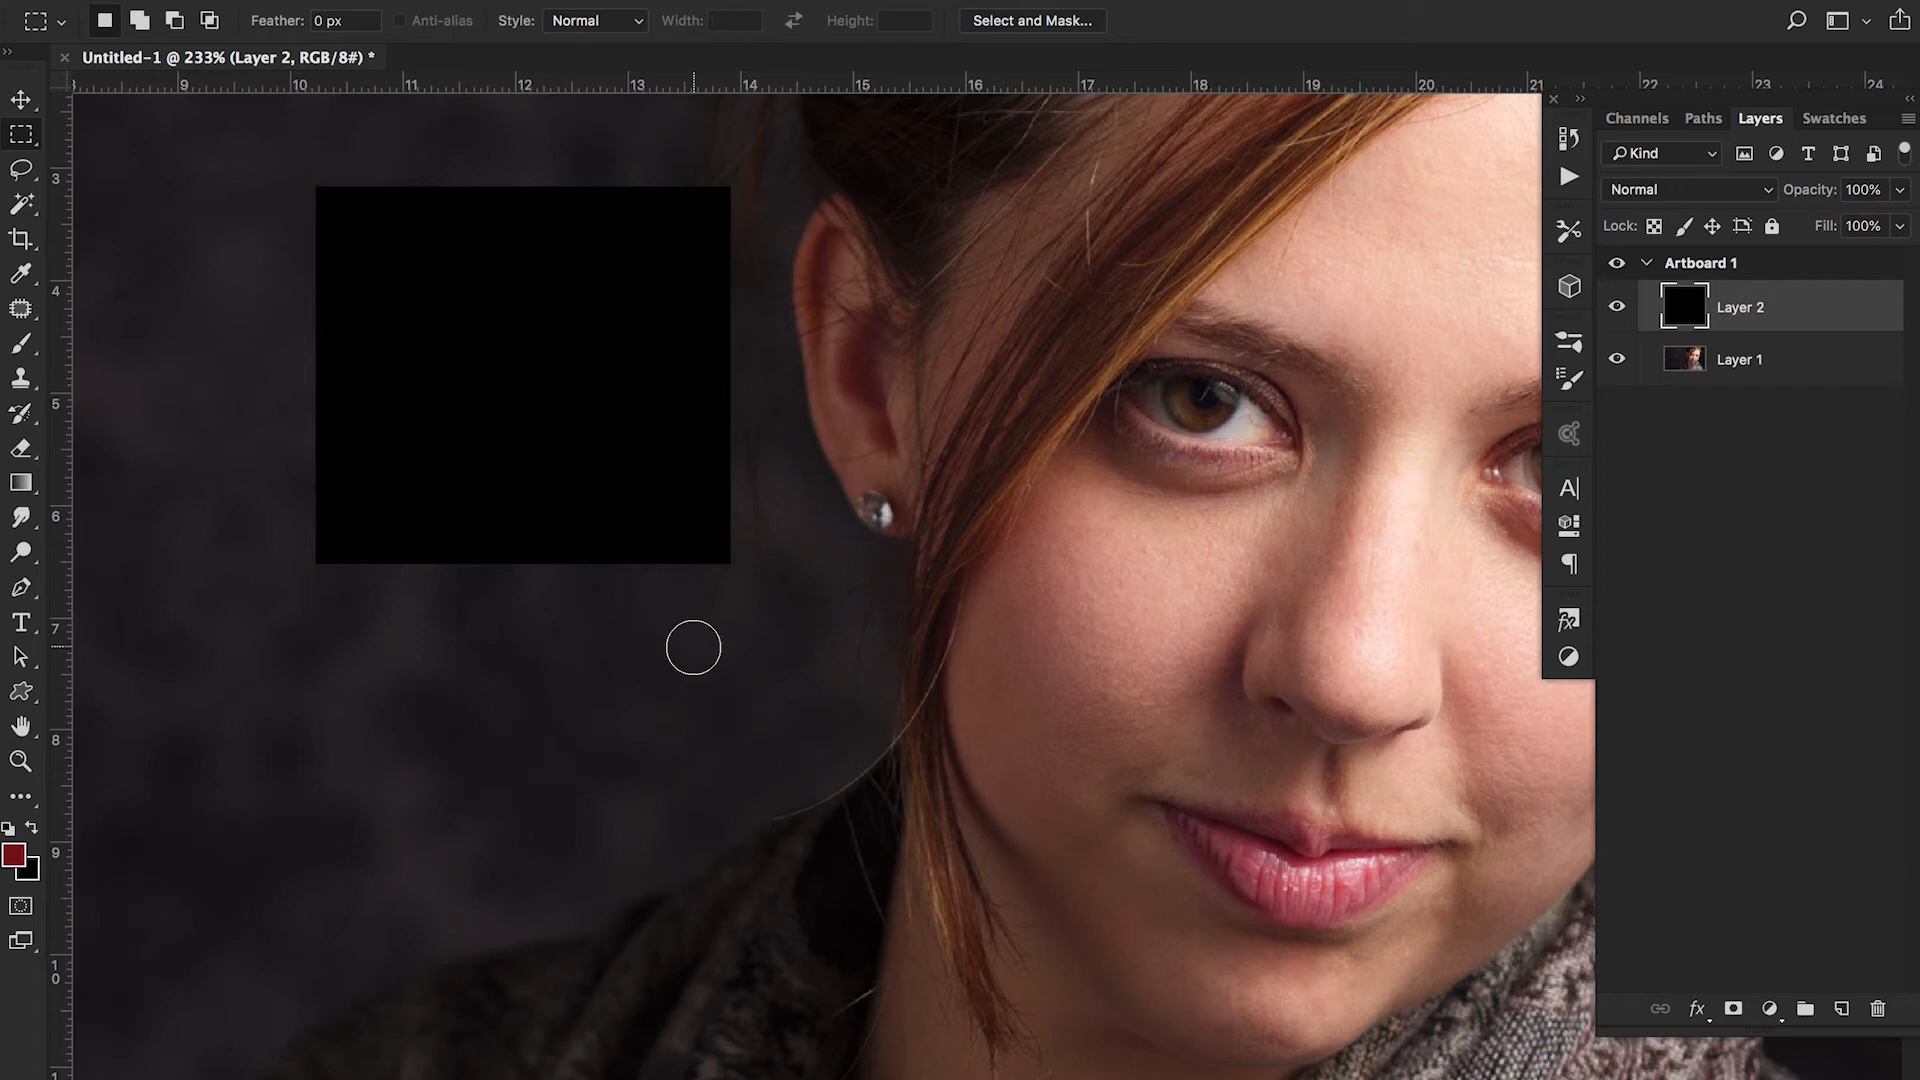 Feather: 0 px Anti-alias Style: Normal Width: Height: Select and Mask...
Untitled-1 @ 233% (Layer 2, RGB/8#) *
9 10 11 12 13 14 15 16 17 18 19 20 21 22 23 24
3
4
5
6
7
8
9
10
Channels Paths Layers Swatches
Kind
Normal Opacity: 100%
Lock: Fill: 100%
Artboard 1
Layer 2
Layer 1